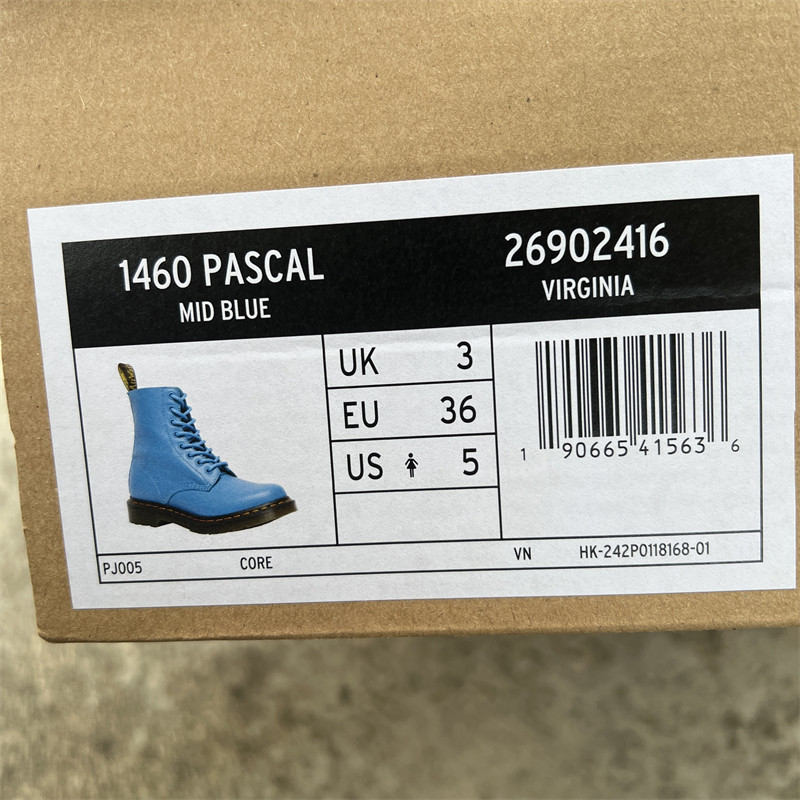 1460 PASCAL
MID BLUE
26902416
VIRGINIA
UK 3
EU 36
US 5
1 90665 41563 6
PJ005 CORE VN HK-242P0118168-01